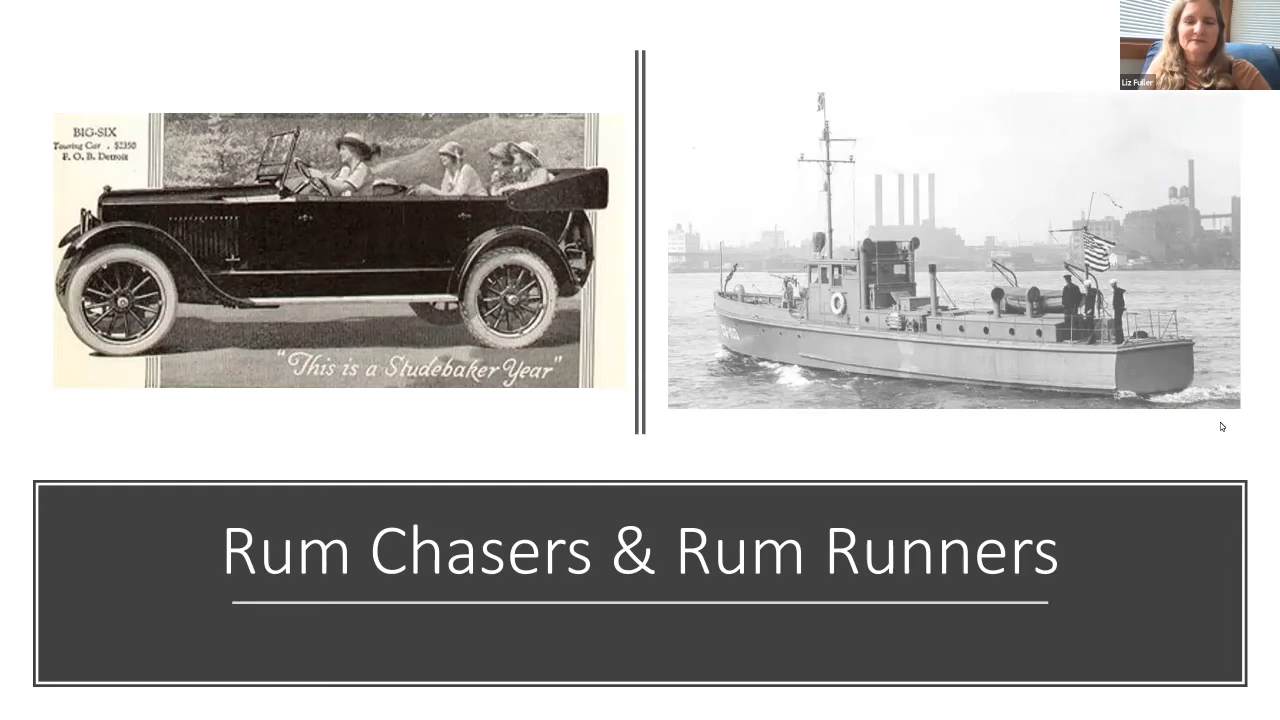 Liz Fuller
BIG-SIX
Touring Car . $2350
F. O. B. Detroit
"This is a Studebaker Year"
Rum Chasers & Rum Runners